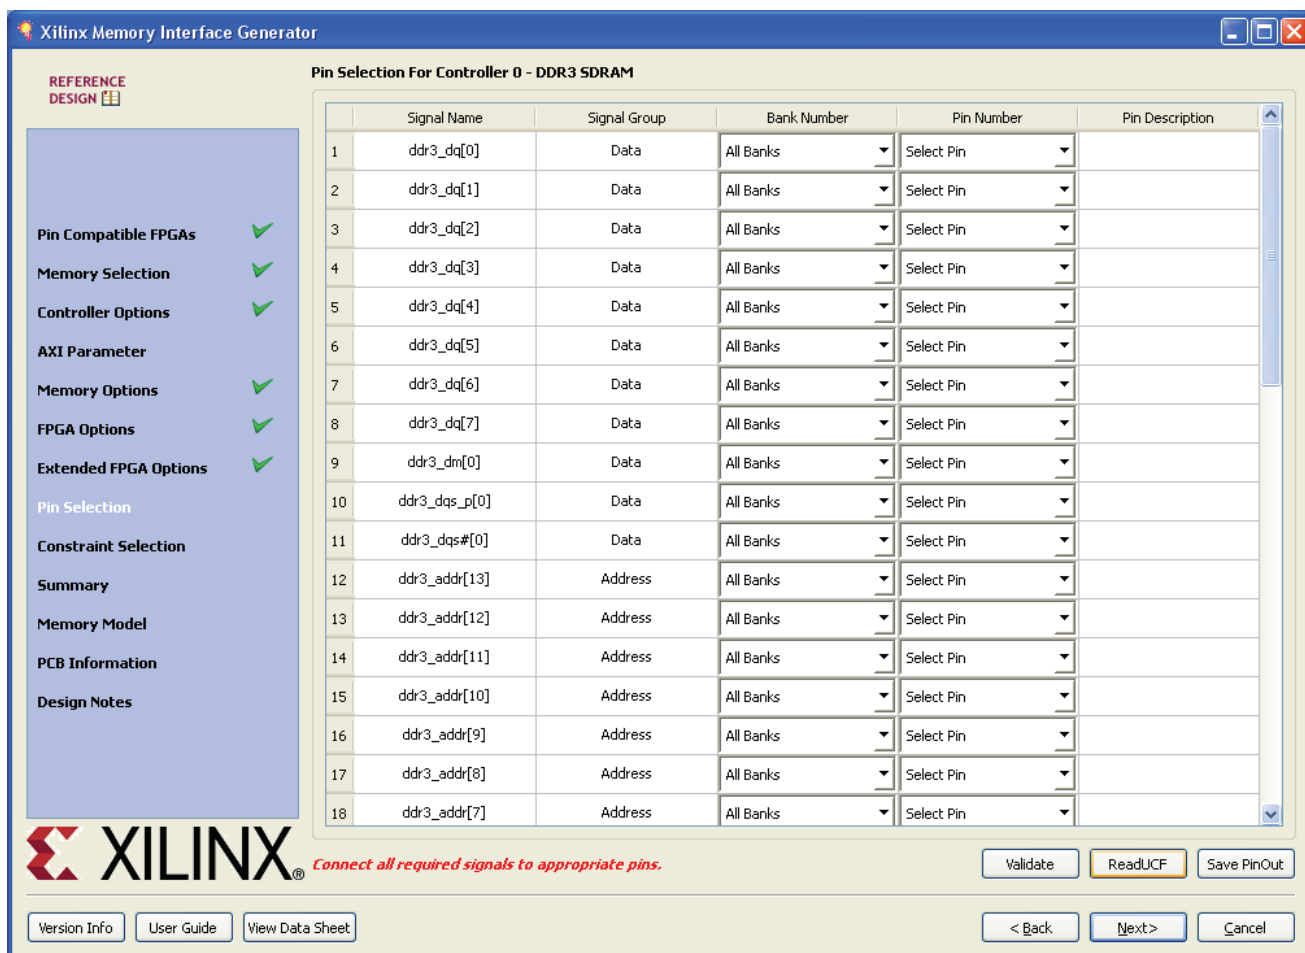 Xilinx Memory Interface Generator
REFERENCE
DESIGN
Pin Compatible FPGAs
Memory Selection
Controller Options
AXI Parameter
Memory Options
FPGA Options
Extended FPGA Options
Pin Selection
Constraint Selection
Summary
Memory Model
PCB Information
Design Notes
XILINX®
Pin Selection For Controller 0 - DDR3 SDRAM
Signal Name Signal Group Bank Number Pin Number Pin Description
1 ddr3_dq[0] Data All Banks Select Pin
2 ddr3_dq[1] Data All Banks Select Pin
3 ddr3_dq[2] Data All Banks Select Pin
4 ddr3_dq[3] Data All Banks Select Pin
5 ddr3_dq[4] Data All Banks Select Pin
6 ddr3_dq[5] Data All Banks Select Pin
7 ddr3_dq[6] Data All Banks Select Pin
8 ddr3_dq[7] Data All Banks Select Pin
9 ddr3_dm[0] Data All Banks Select Pin
10 ddr3_dqs_p[0] Data All Banks Select Pin
11 ddr3_dqs#[0] Data All Banks Select Pin
12 ddr3_addr[13] Address All Banks Select Pin
13 ddr3_addr[12] Address All Banks Select Pin
14 ddr3_addr[11] Address All Banks Select Pin
15 ddr3_addr[10] Address All Banks Select Pin
16 ddr3_addr[9] Address All Banks Select Pin
17 ddr3_addr[8] Address All Banks Select Pin
18 ddr3_addr[7] Address All Banks Select Pin
Connect all required signals to appropriate pins.
Validate ReadUCF Save PinOut
Version Info User Guide View Data Sheet < Back Next> Cancel